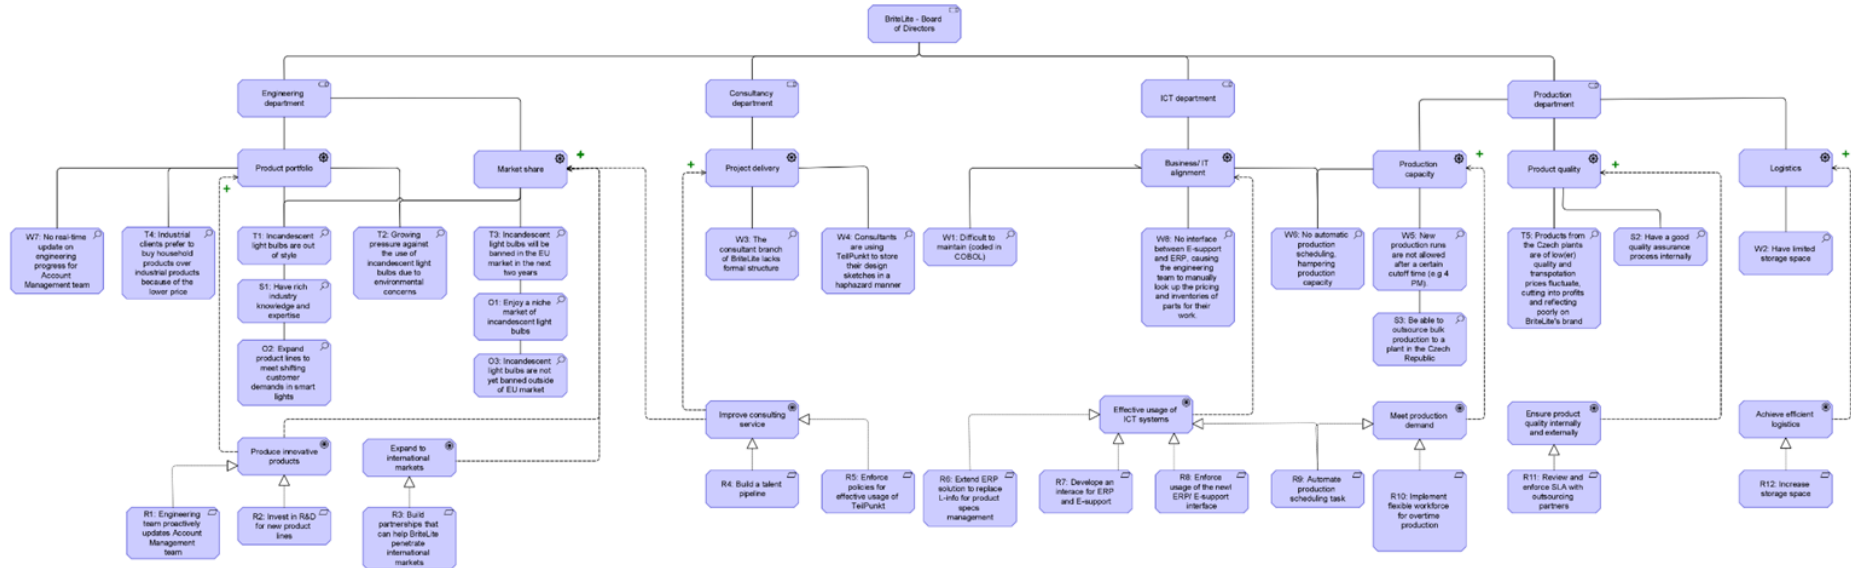 BriteLite - Board
of Directors
Engineering
department
Consultancy
department
ICT department
Production
department
Product portfolio
Market share
Project delivery
Business/ IT
alignment
Production
capacity
Product quality
Logistics
+
+
+
+
+
+
W7: No real-time
update on
engineering
progress for
Account
Management team
T4: Industrial
clients prefer to
buy household
products over
industrial products
because of the
lower price
T1: Incandescent
light bulbs are out
of style
T2: Growing
pressure against
the use of
incandescent light
bulbs due to
environmental
concerns
T3: Incandescent
light bulbs will be
banned in the EU
market in the next
two years
W3: The
consultant branch
of BriteLite lacks
formal structure
W4: Consultants
are using
TeilPunkt to store
their design
sketches in a
haphazard manner
W1: Difficult to
maintain (coded in
COBOL)
W8: No interface
between E-support
and ERP, causing
the engineering
team to manually
look up the pricing
and inventories of
parts for their
work.
W6: No automatic
production
scheduling,
hampering
production
capacity
W5: New
production runs
are not allowed
after a certain
cutoff time (e.g 4
PM).
T5: Products from
the Czech plants
are of low(er)
quality and
transpotation
prices fluctuate,
cutting into profits
and reflecting
poorly on
BriteLite's brand
S2: Have a good
quality assurance
process internally
W2: Have limited
storage space
S1: Have rich
industry
knowledge and
expertise
O1: Enjoy a niche
market of
incandescent light
bulbs
S3: Be able to
outsource bulk
production to a
plant in the Czech
Republic
O2: Expand
product lines to
meet shifting
customer
demands in smart
lights
O3: Incandescent
light bulbs are not
yet banned outside
of EU market
Produce innovative
products
Expand to
international
markets
Improve consulting
service
Effective usage of
ICT systems
Meet production
demand
Ensure product
quality internally
and externally
Achieve efficient
logistics
R1: Engineering
team proactively
updates Account
Management
team
R2: Invest in R&D
for new product
lines
R3: Build
partnerships that
can help BriteLite
penetrate
international
markets
R4: Build a talent
pipeline
R5: Enforce
policies for
effective usage of
TeilPunkt
R6: Extend ERP
solution to replace
L-info for product
specs
management
R7: Develope an
interace for ERP
and E-support
R8: Enforce
usage of the new!
ERP/ E-support
interface
R9: Automate
production
scheduling task
R10: Implement
flexible workforce
for overtime
production
R11: Review and
enforce SLA with
outsourcing
partners
R12: Increase
storage space